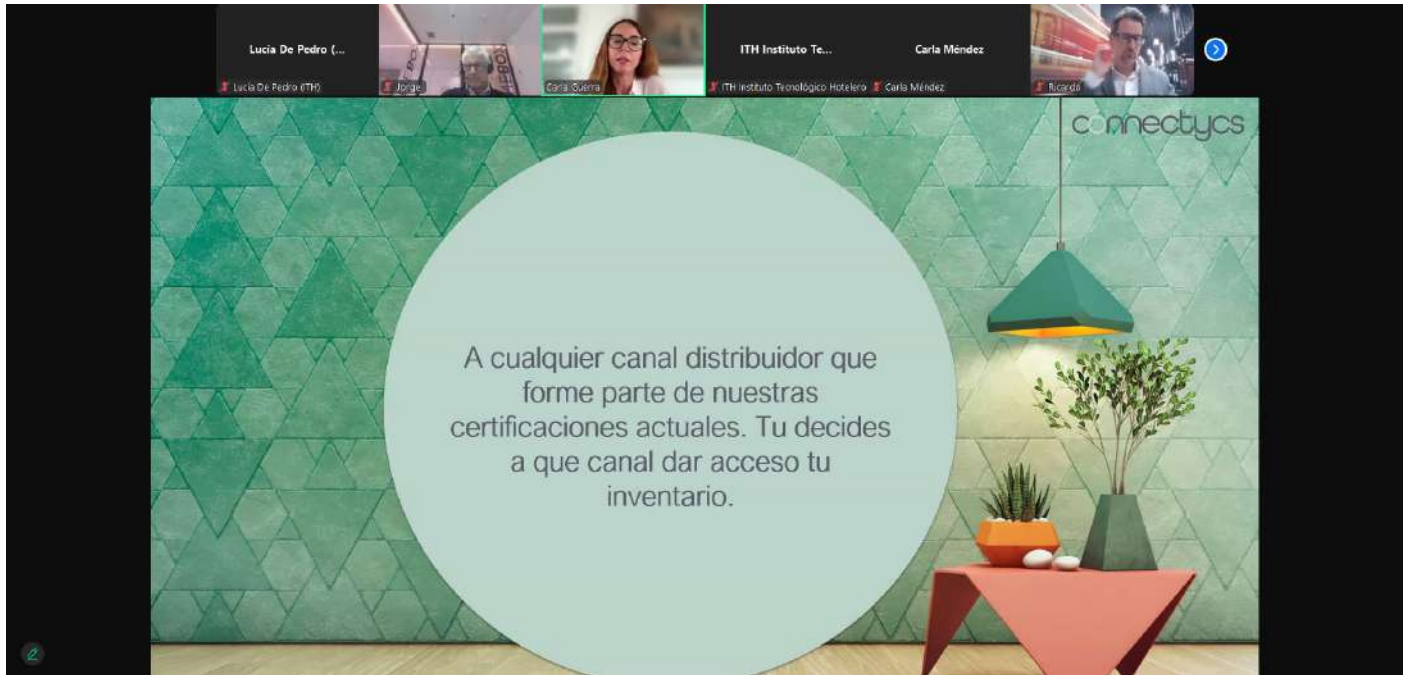 Lucía De Pedro (...
ITH Instituto Te...
Carla Méndez
Lucía De Pedro (ITH)
Jorge
Carla Guerra
ITH Instituto Tecnológico Hotelero
Carla Méndez
Ricardo
connectycs
A cualquier canal distribuidor que
forme parte de nuestras
certificaciones actuales. Tu decides
a que canal dar acceso tu
inventario.